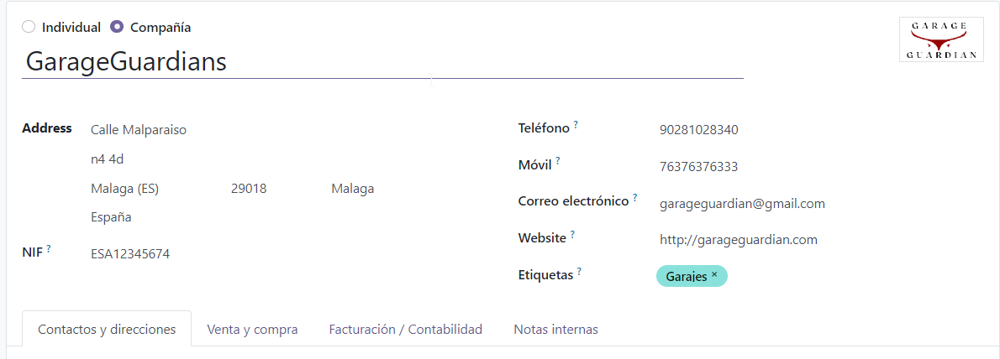 Individual Compañía
GARAGE
GUARDIAN
GarageGuardians
Address Calle Malparaiso
n4 4d
Malaga (ES) 29018 Malaga
España
NIF ? ESA12345674
Teléfono ? 90281028340
Móvil ? 76376376333
Correo electrónico ? garageguardian@gmail.com
Website ? http://garageguardian.com
Etiquetas ? Garajes ×
Contactos y direcciones Venta y compra Facturación / Contabilidad Notas internas